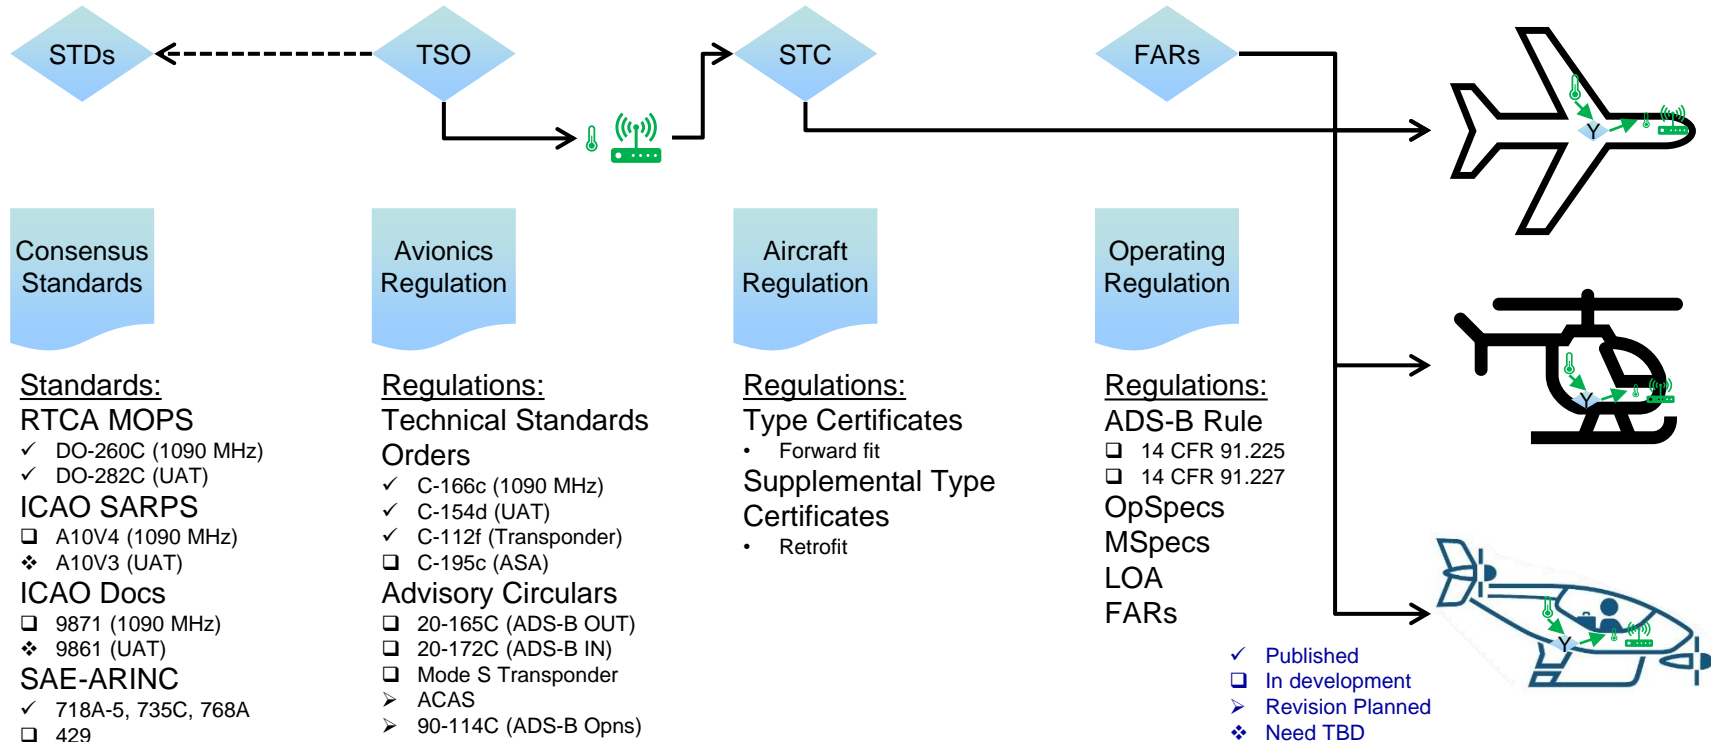 STDs
TSO
STC
FARs
Y
Consensus
Standards
Avionics
Regulation
Aircraft
Regulation
Operating
Regulation
Y
Standards:
RTCA MOPS
✓ DO-260C (1090 MHz)
✓ DO-282C (UAT)
ICAO SARPS
❑ A10V4 (1090 MHz)
❖ A10V3 (UAT)
ICAO Docs
❑ 9871 (1090 MHz)
❖ 9861 (UAT)
SAE-ARINC
✓ 718A-5, 735C, 768A
❑ 429
Regulations:
Technical Standards
Orders
✓ C-166c (1090 MHz)
✓ C-154d (UAT)
✓ C-112f (Transponder)
❑ C-195c (ASA)
Advisory Circulars
❑ 20-165C (ADS-B OUT)
❑ 20-172C (ADS-B IN)
❑ Mode S Transponder
➢ ACAS
➢ 90-114C (ADS-B Opns)
Regulations:
Type Certificates
• Forward fit
Supplemental Type
Certificates
• Retrofit
Regulations:
ADS-B Rule
❑ 14 CFR 91.225
❑ 14 CFR 91.227
OpSpecs
MSpecs
LOA
FARs
Y
✓ Published
❑ In development
➢ Revision Planned
❖ Need TBD